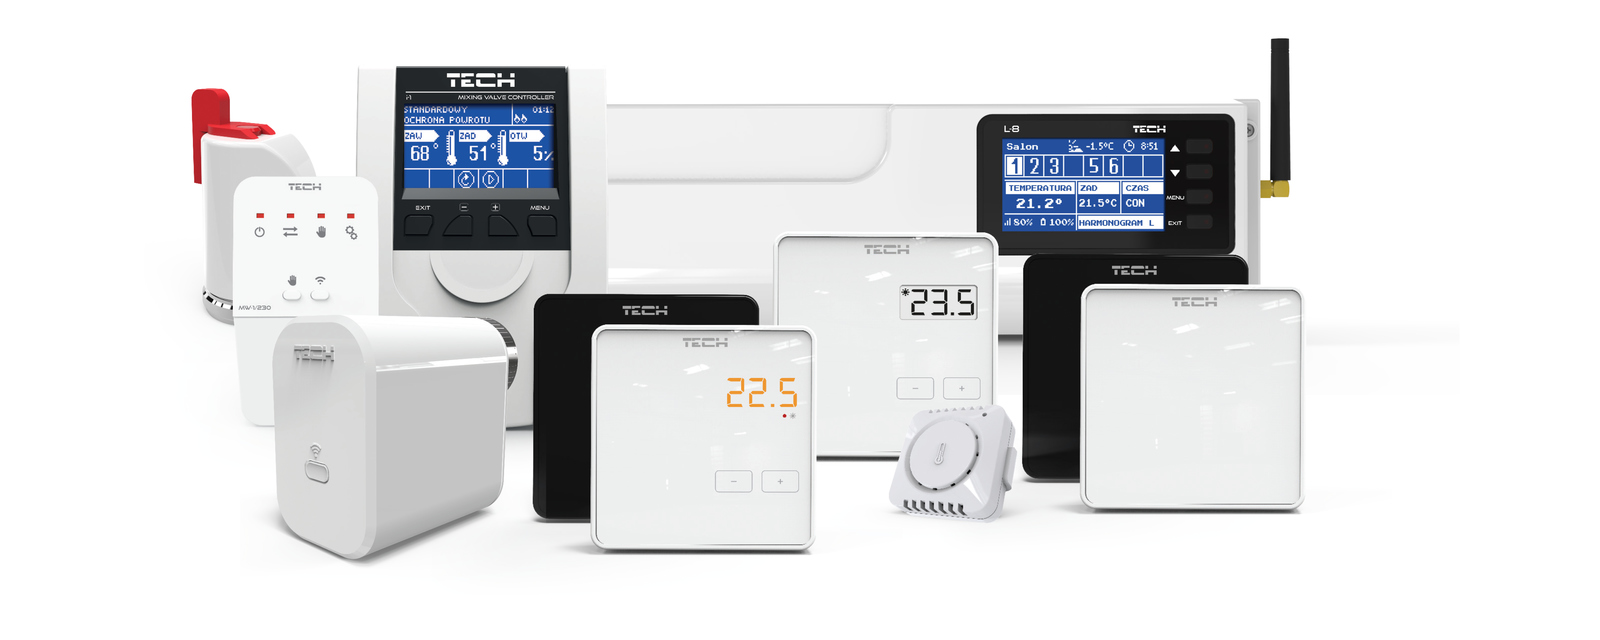 TECH
i-1 MIXING VALVE CONTROLLER
STANDARDOWY 01:12
OCHRONA POWROTU
ZAW ZAD OTW
68° 51° 5%
EXIT - + MENU
TECH
MW-1/230
TECH
TECH
TECH
22.5
- +
TECH
*23.5
- +
L-8 TECH
Salon -1.5°C 8:51
1 2 3 5 6
TEMPERATURA ZAD CZAS
21.2° 21.5°C CON
80% 100% HARMONOGRAM L
MENU
EXIT
TECH
TECH